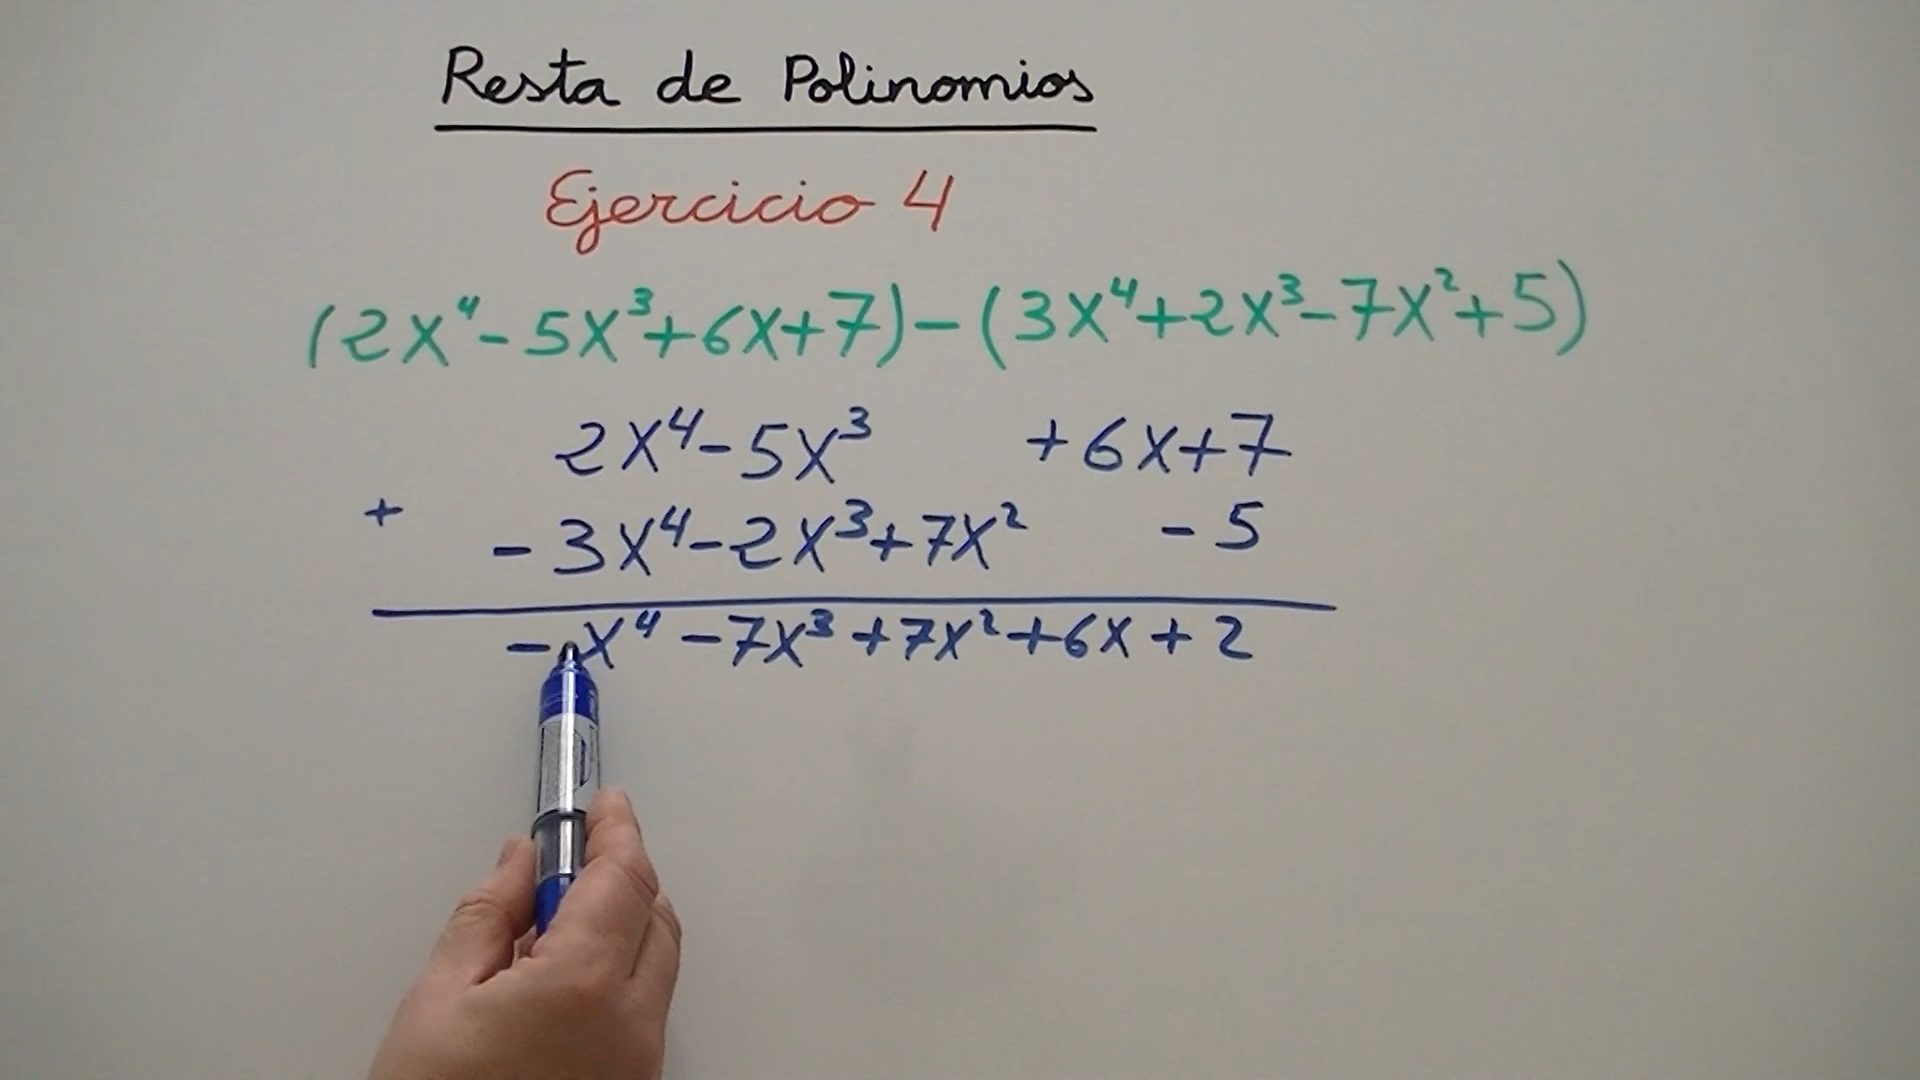 Resta de Polinomios
Ejercicio 4
(2x⁴-5x³+6x+7)-(3x⁴+2x³-7x²+5)
2x⁴-5x³ +6x+7
+ -3x⁴-2x³+7x² -5
-x⁴-7x³+7x²+6x+2